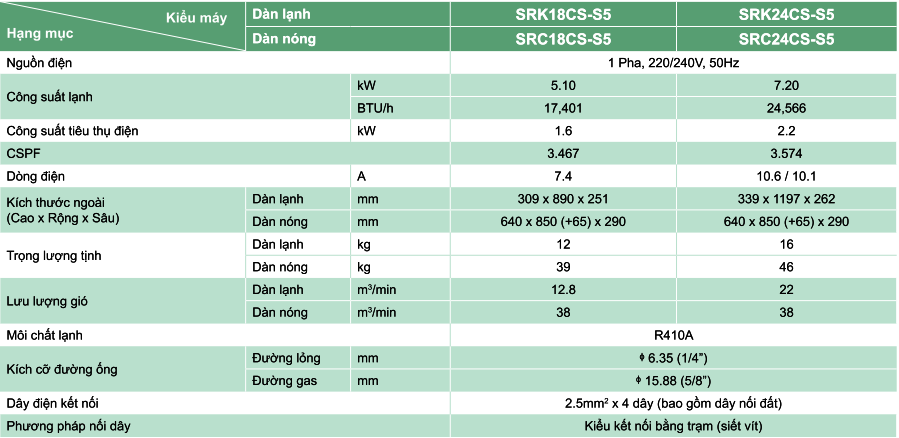 Kiểu máy
Hạng mục
Dàn lạnh SRK18CS-S5 SRK24CS-S5
Dàn nóng SRC18CS-S5 SRC24CS-S5
Nguồn điện 1 Pha, 220/240V, 50Hz
Công suất lạnh kW 5.10 7.20
BTU/h 17,401 24,566
Công suất tiêu thụ điện kW 1.6 2.2
CSPF 3.467 3.574
Dòng điện A 7.4 10.6 / 10.1
Kích thước ngoài
(Cao x Rộng x Sâu)
Dàn lạnh mm 309 x 890 x 251 339 x 1197 x 262
Dàn nóng mm 640 x 850 (+65) x 290 640 x 850 (+65) x 290
Trọng lượng tịnh Dàn lạnh kg 12 16
Dàn nóng kg 39 46
Lưu lượng gió Dàn lạnh m³/min 12.8 22
Dàn nóng m³/min 38 38
Môi chất lạnh R410A
Kích cỡ đường ống Đường lỏng mm ϕ 6.35 (1/4”)
Đường gas mm ϕ 15.88 (5/8”)
Dây điện kết nối 2.5mm² x 4 dây (bao gồm dây nối đất)
Phương pháp nối dây Kiểu kết nối bằng trạm (siết vít)